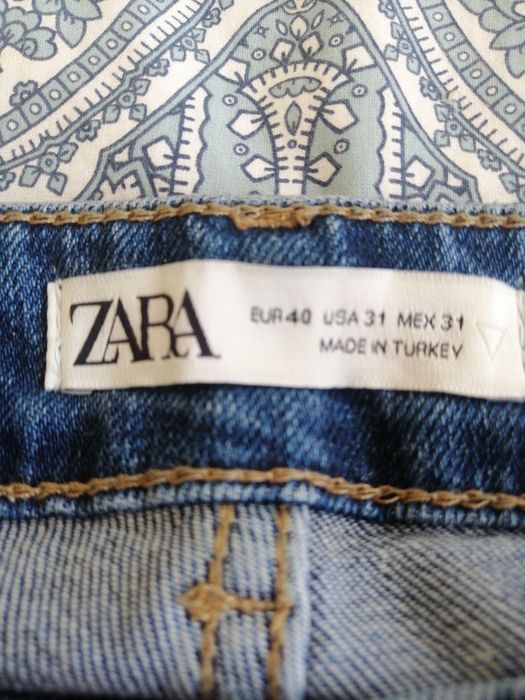 ZARA
EUR 40 USA 31 MEX 31
MADE IN TURKEY